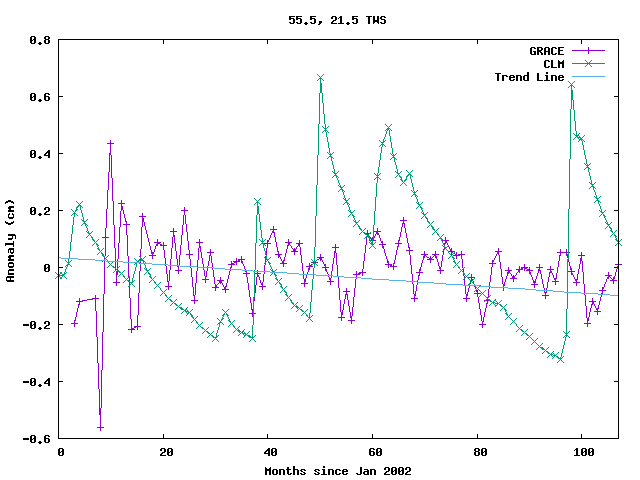 55.5, 21.5 TWS
GRACE
CLM
Trend Line
0.8
0.6
0.4
0.2
0
-0.2
-0.4
-0.6
Anomaly (cm)
0 20 40 60 80 100
Months since Jan 2002